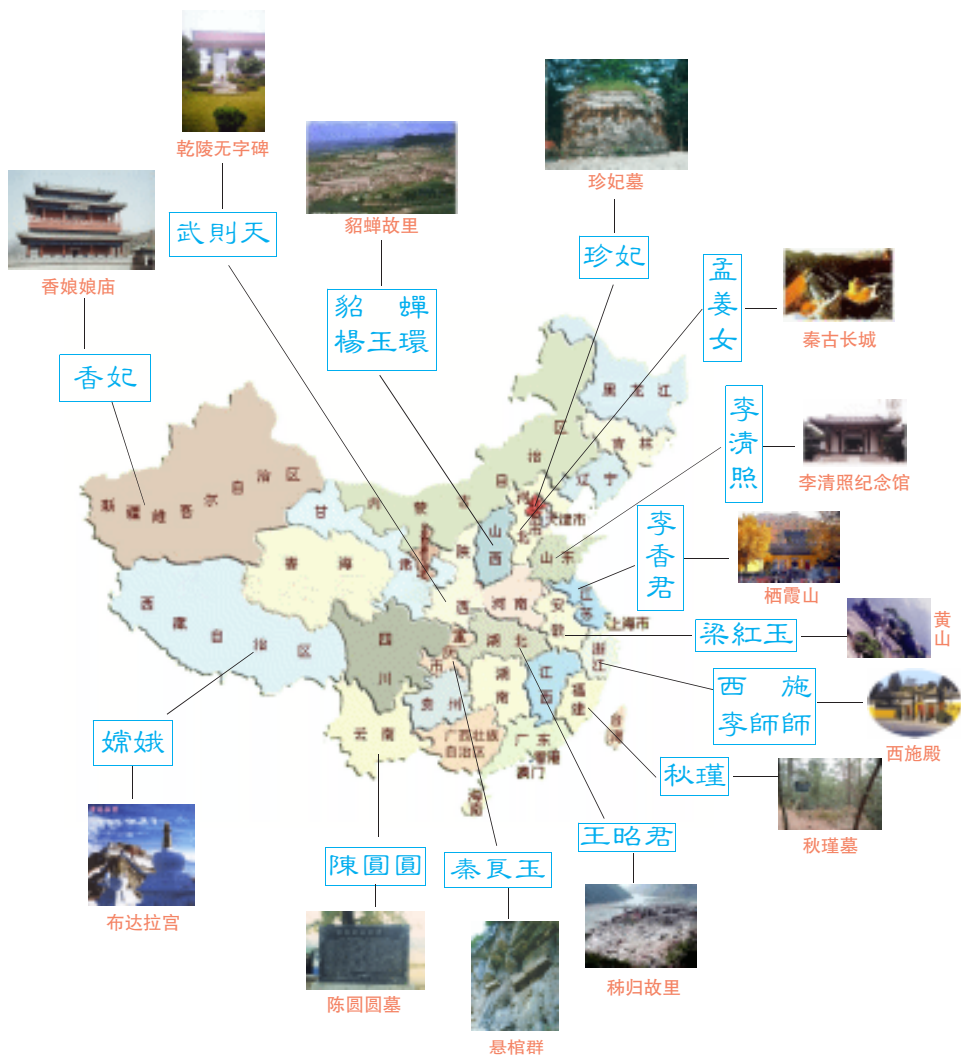 乾陵无字碑
珍妃墓
貂蝉故里
武則天
香娘娘庙
珍妃
孟
姜
女
秦古长城
貂 蟬
楊玉環
香妃
李
清
照
李清照纪念馆
黑龙江
吉林
辽宁
内蒙古自治区
新疆维吾尔自治区
甘肃
青海
山西
河北
北京市
天津市
山东
陕西
李
香
君
栖霞山
西藏自治区
河南
江苏
上海市
安徽
梁紅玉
黄
山
四川
重庆市
湖北
浙江
西 施
李師師
西施殿
湖南
江西
福建
贵州
云南
广西壮族
自治区
广东
澳门
台湾
海南
嫦娥
秋瑾
秋瑾墓
王昭君
陳圓圓
秦良玉
布达拉宫
陈圆圆墓
秭归故里
悬棺群